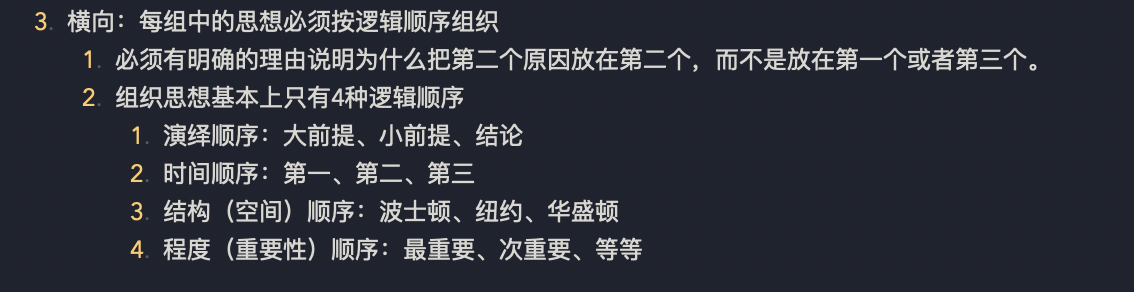 3. 横向：每组中的思想必须按逻辑顺序组织
1. 必须有明确的理由说明为什么把第二个原因放在第二个，而不是放在第一个或者第三个。
2. 组织思想基本上只有4种逻辑顺序
1. 演绎顺序：大前提、小前提、结论
2. 时间顺序：第一、第二、第三
3. 结构（空间）顺序：波士顿、纽约、华盛顿
4. 程度（重要性）顺序：最重要、次重要、等等